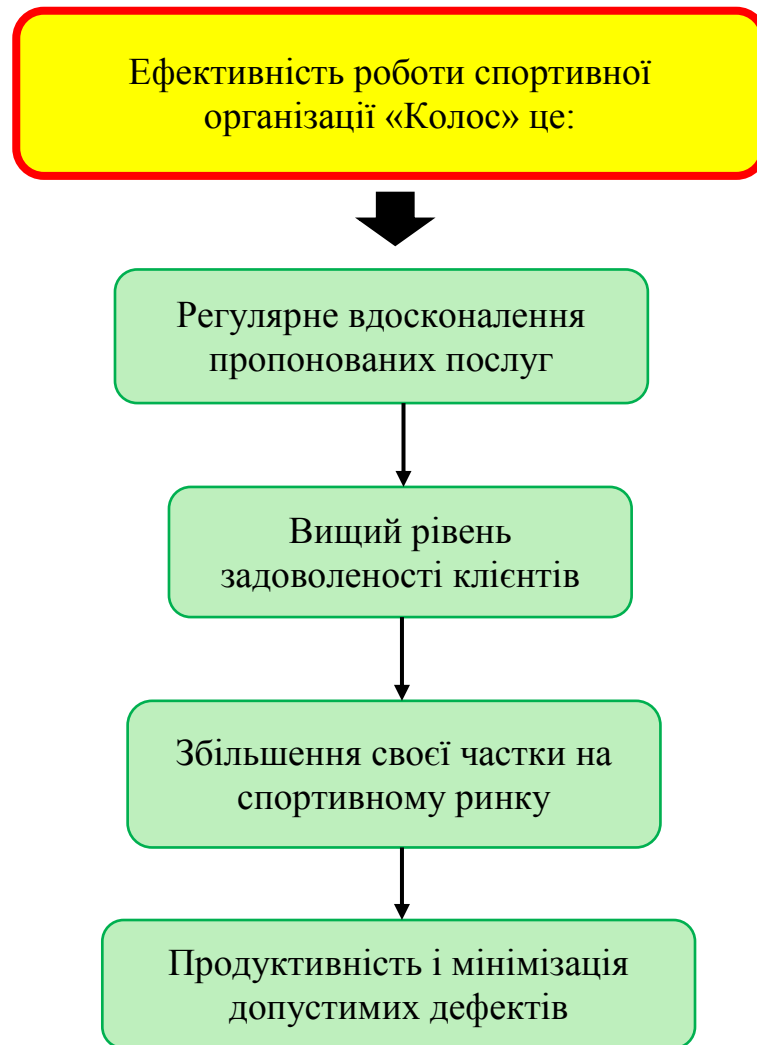 Ефективність роботи спортивної
організації «Колос» це:
Регулярне вдосконалення
пропонованих послуг
Вищий рівень
задоволеності клієнтів
Збільшення своєї частки на
спортивному ринку
Продуктивність і мінімізація
допустимих дефектів